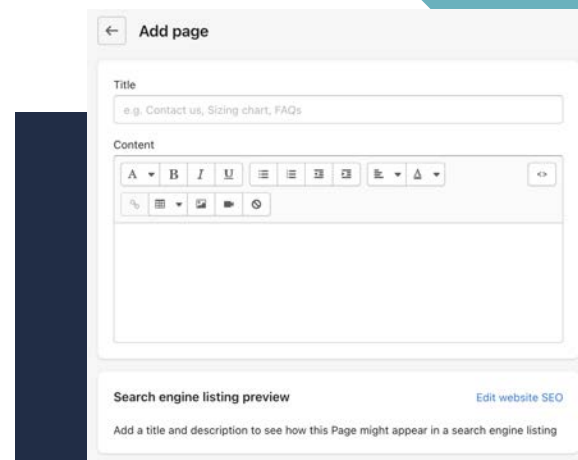 Add page
Title
e.g. Contact us, Sizing chart, FAQs
Content
A B I U A <>
Search engine listing preview Edit website SEO
Add a title and description to see how this Page might appear in a search engine listing